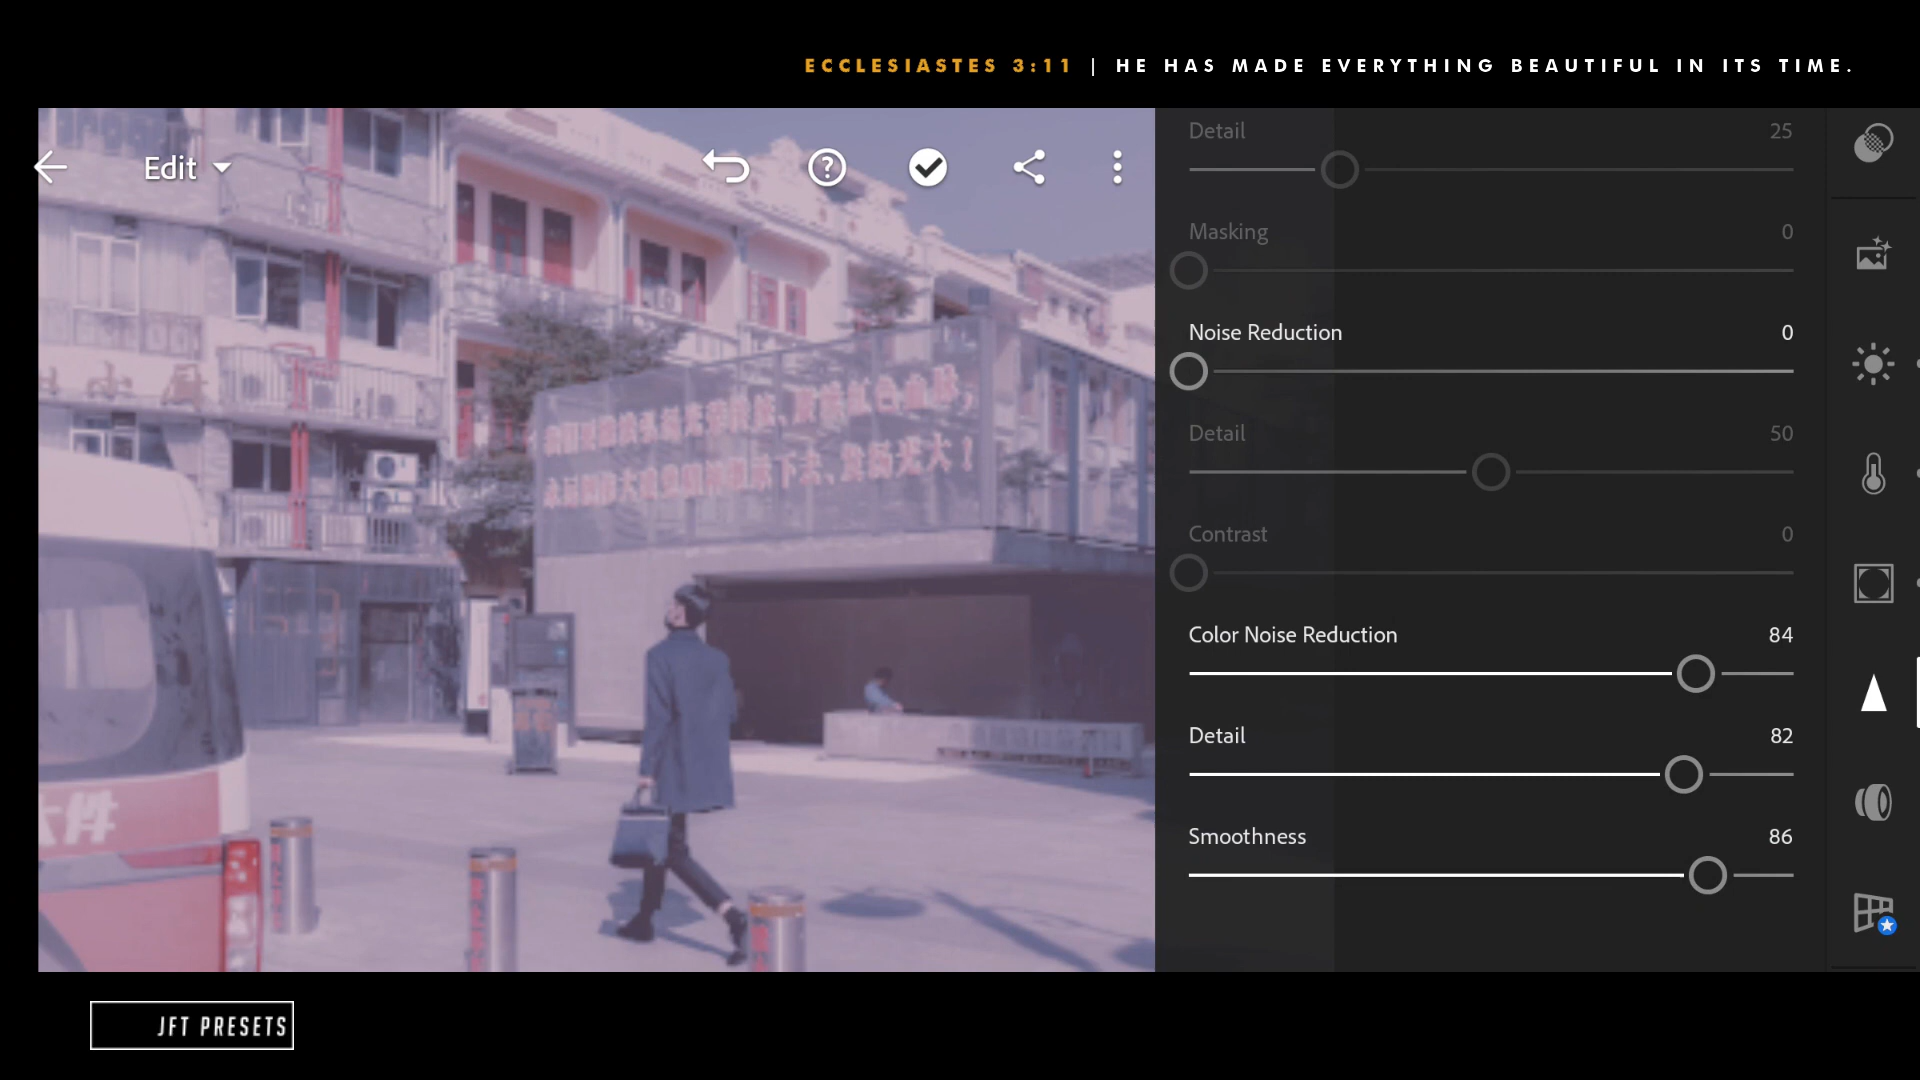 ECCLESIASTES 3:11 | HE HAS MADE EVERYTHING BEAUTIFUL IN ITS TIME.
Edit
Detail 25
Masking 0
Noise Reduction 0
Detail 50
Contrast 0
Color Noise Reduction 84
Detail 82
Smoothness 86
JFT PRESETS